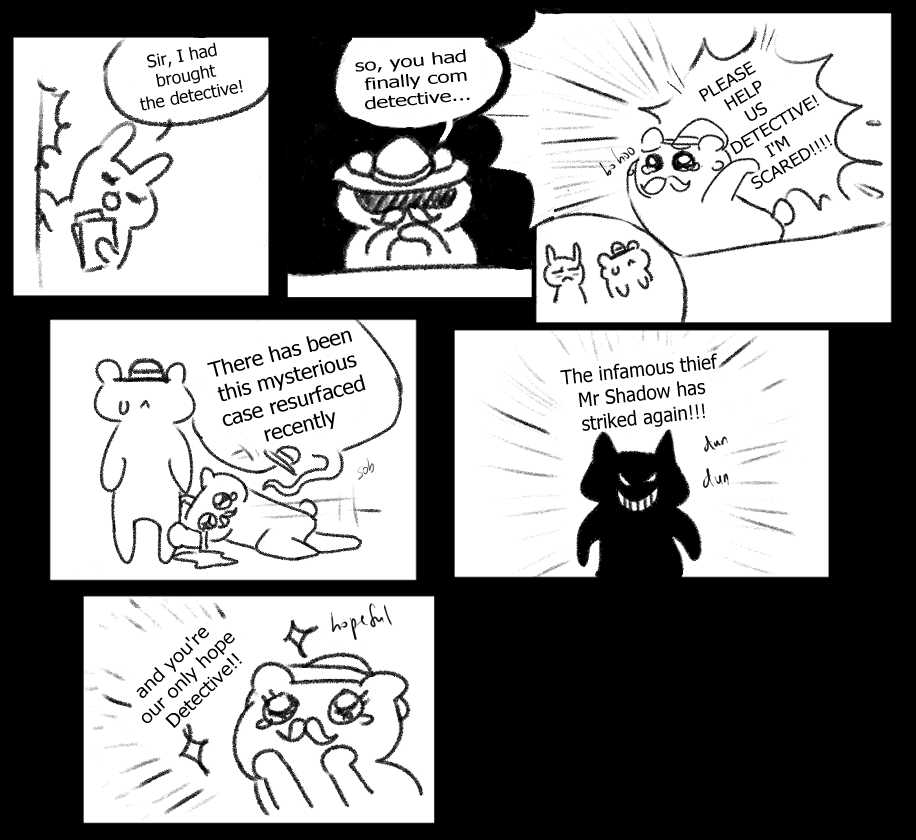 Sir, I had
brought
the detective!
so, you had
finally com
detective...
PLEASE
HELP
US
DETECTIVE!
I'M
SCARED!!!!
There has been
this mysterious
case resurfaced
recently
sob
The infamous thief
Mr Shadow has
striked again!!!
dun
dun
and you're
our only hope
Detective!!
hopeful